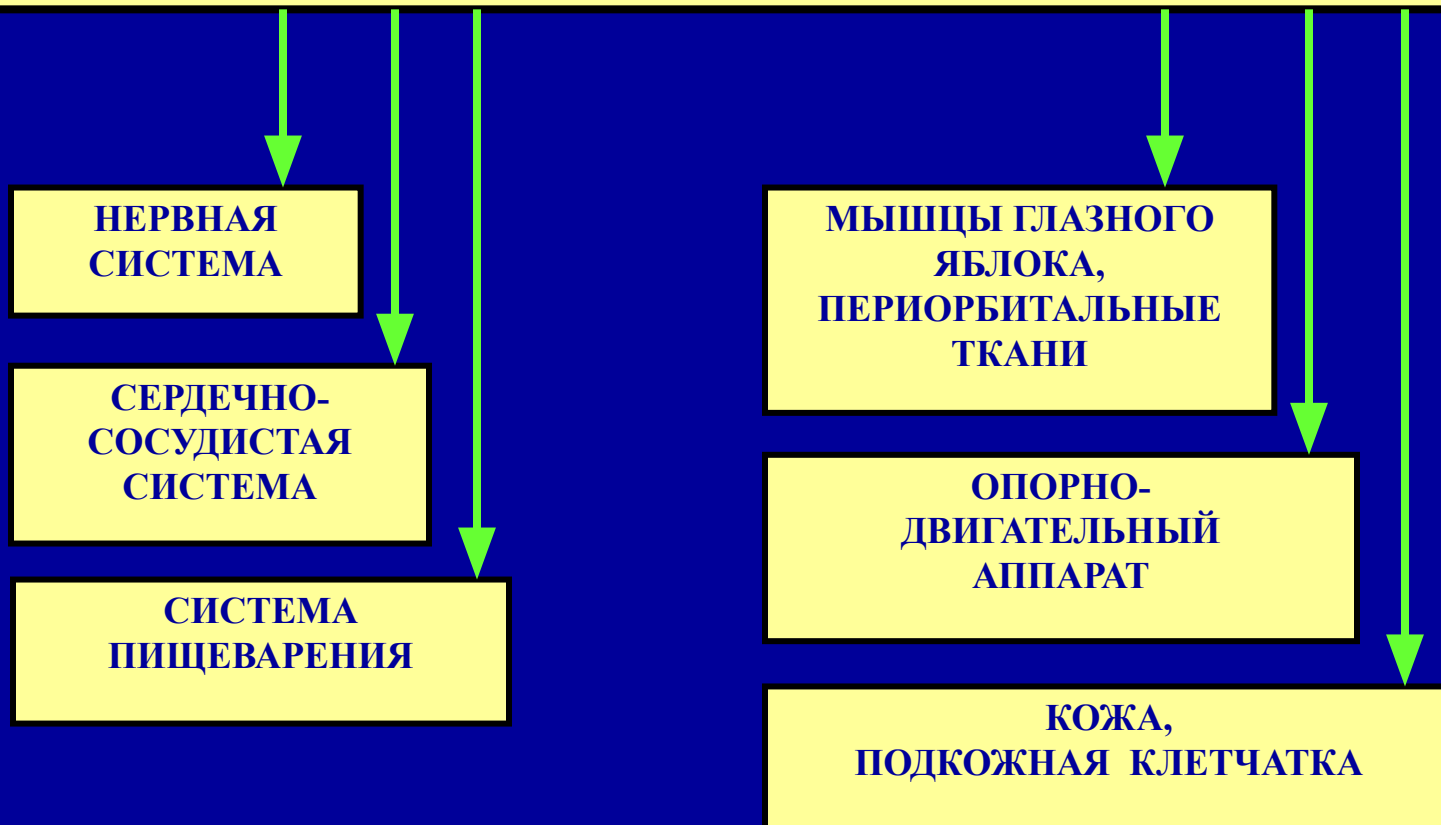 НЕРВНАЯ
СИСТЕМА
СЕРДЕЧНО-
СОСУДИСТАЯ
СИСТЕМА
СИСТЕМА
ПИЩЕВАРЕНИЯ
МЫШЦЫ ГЛАЗНОГО
ЯБЛОКА,
ПЕРИОРБИТАЛЬНЫЕ
ТКАНИ
ОПОРНО-
ДВИГАТЕЛЬНЫЙ
АППАРАТ
КОЖА,
ПОДКОЖНАЯ КЛЕТЧАТКА